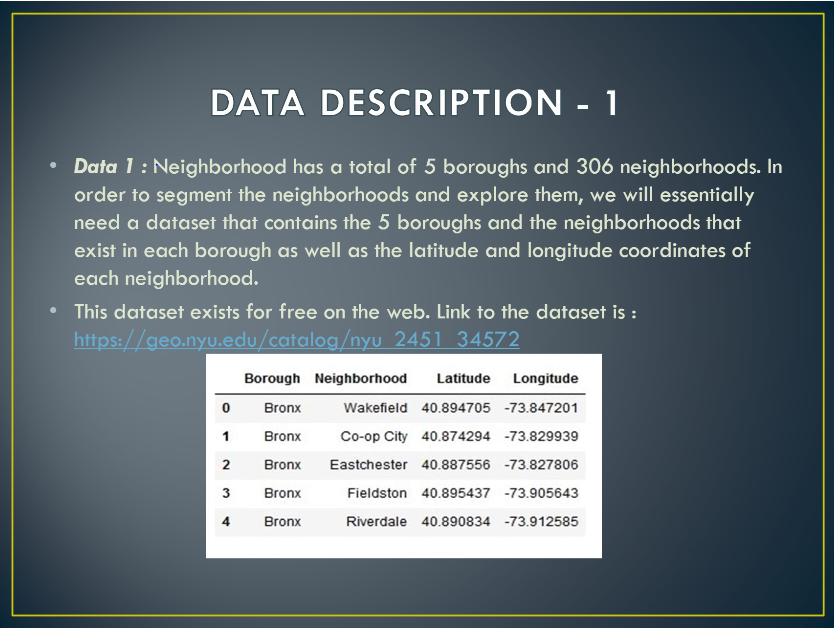 DATA DESCRIPTION - 1
• Data 1 : Neighborhood has a total of 5 boroughs and 306 neighborhoods. In
order to segment the neighborhoods and explore them, we will essentially
need a dataset that contains the 5 boroughs and the neighborhoods that
exist in each borough as well as the latitude and longitude coordinates of
each neighborhood.
• This dataset exists for free on the web. Link to the dataset is :
https://geo.nyu.edu/catalog/nyu_2451_34572
Borough Neighborhood Latitude Longitude
0 Bronx Wakefield 40.894705 -73.847201
1 Bronx Co-op City 40.874294 -73.829939
2 Bronx Eastchester 40.887556 -73.827806
3 Bronx Fieldston 40.895437 -73.905643
4 Bronx Riverdale 40.890834 -73.912585